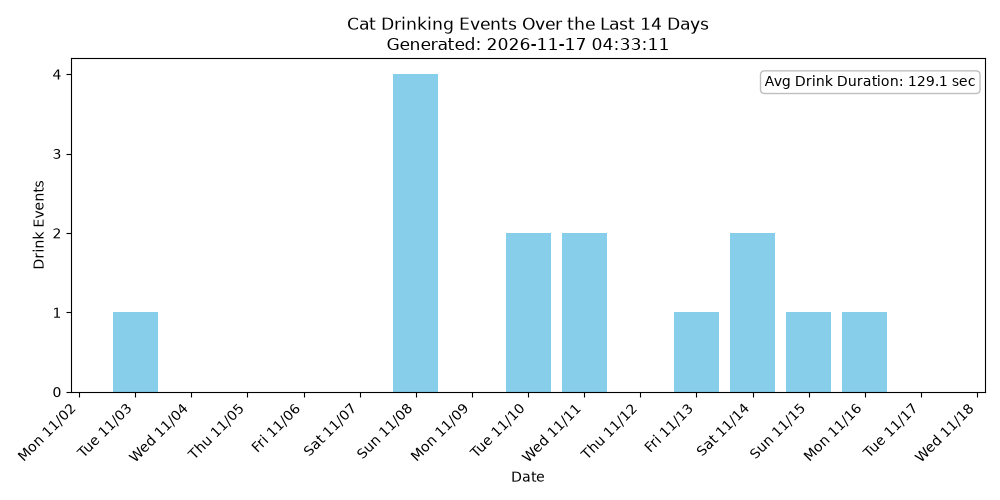 Cat Drinking Events Over the Last 14 Days
Generated: 2026-11-17 04:33:11
Avg Drink Duration: 129.1 sec
Drink Events
4
3
2
1
0
Mon 11/02
Tue 11/03
Wed 11/04
Thu 11/05
Fri 11/06
Sat 11/07
Sun 11/08
Mon 11/09
Tue 11/10
Wed 11/11
Thu 11/12
Fri 11/13
Sat 11/14
Sun 11/15
Mon 11/16
Tue 11/17
Wed 11/18
Date